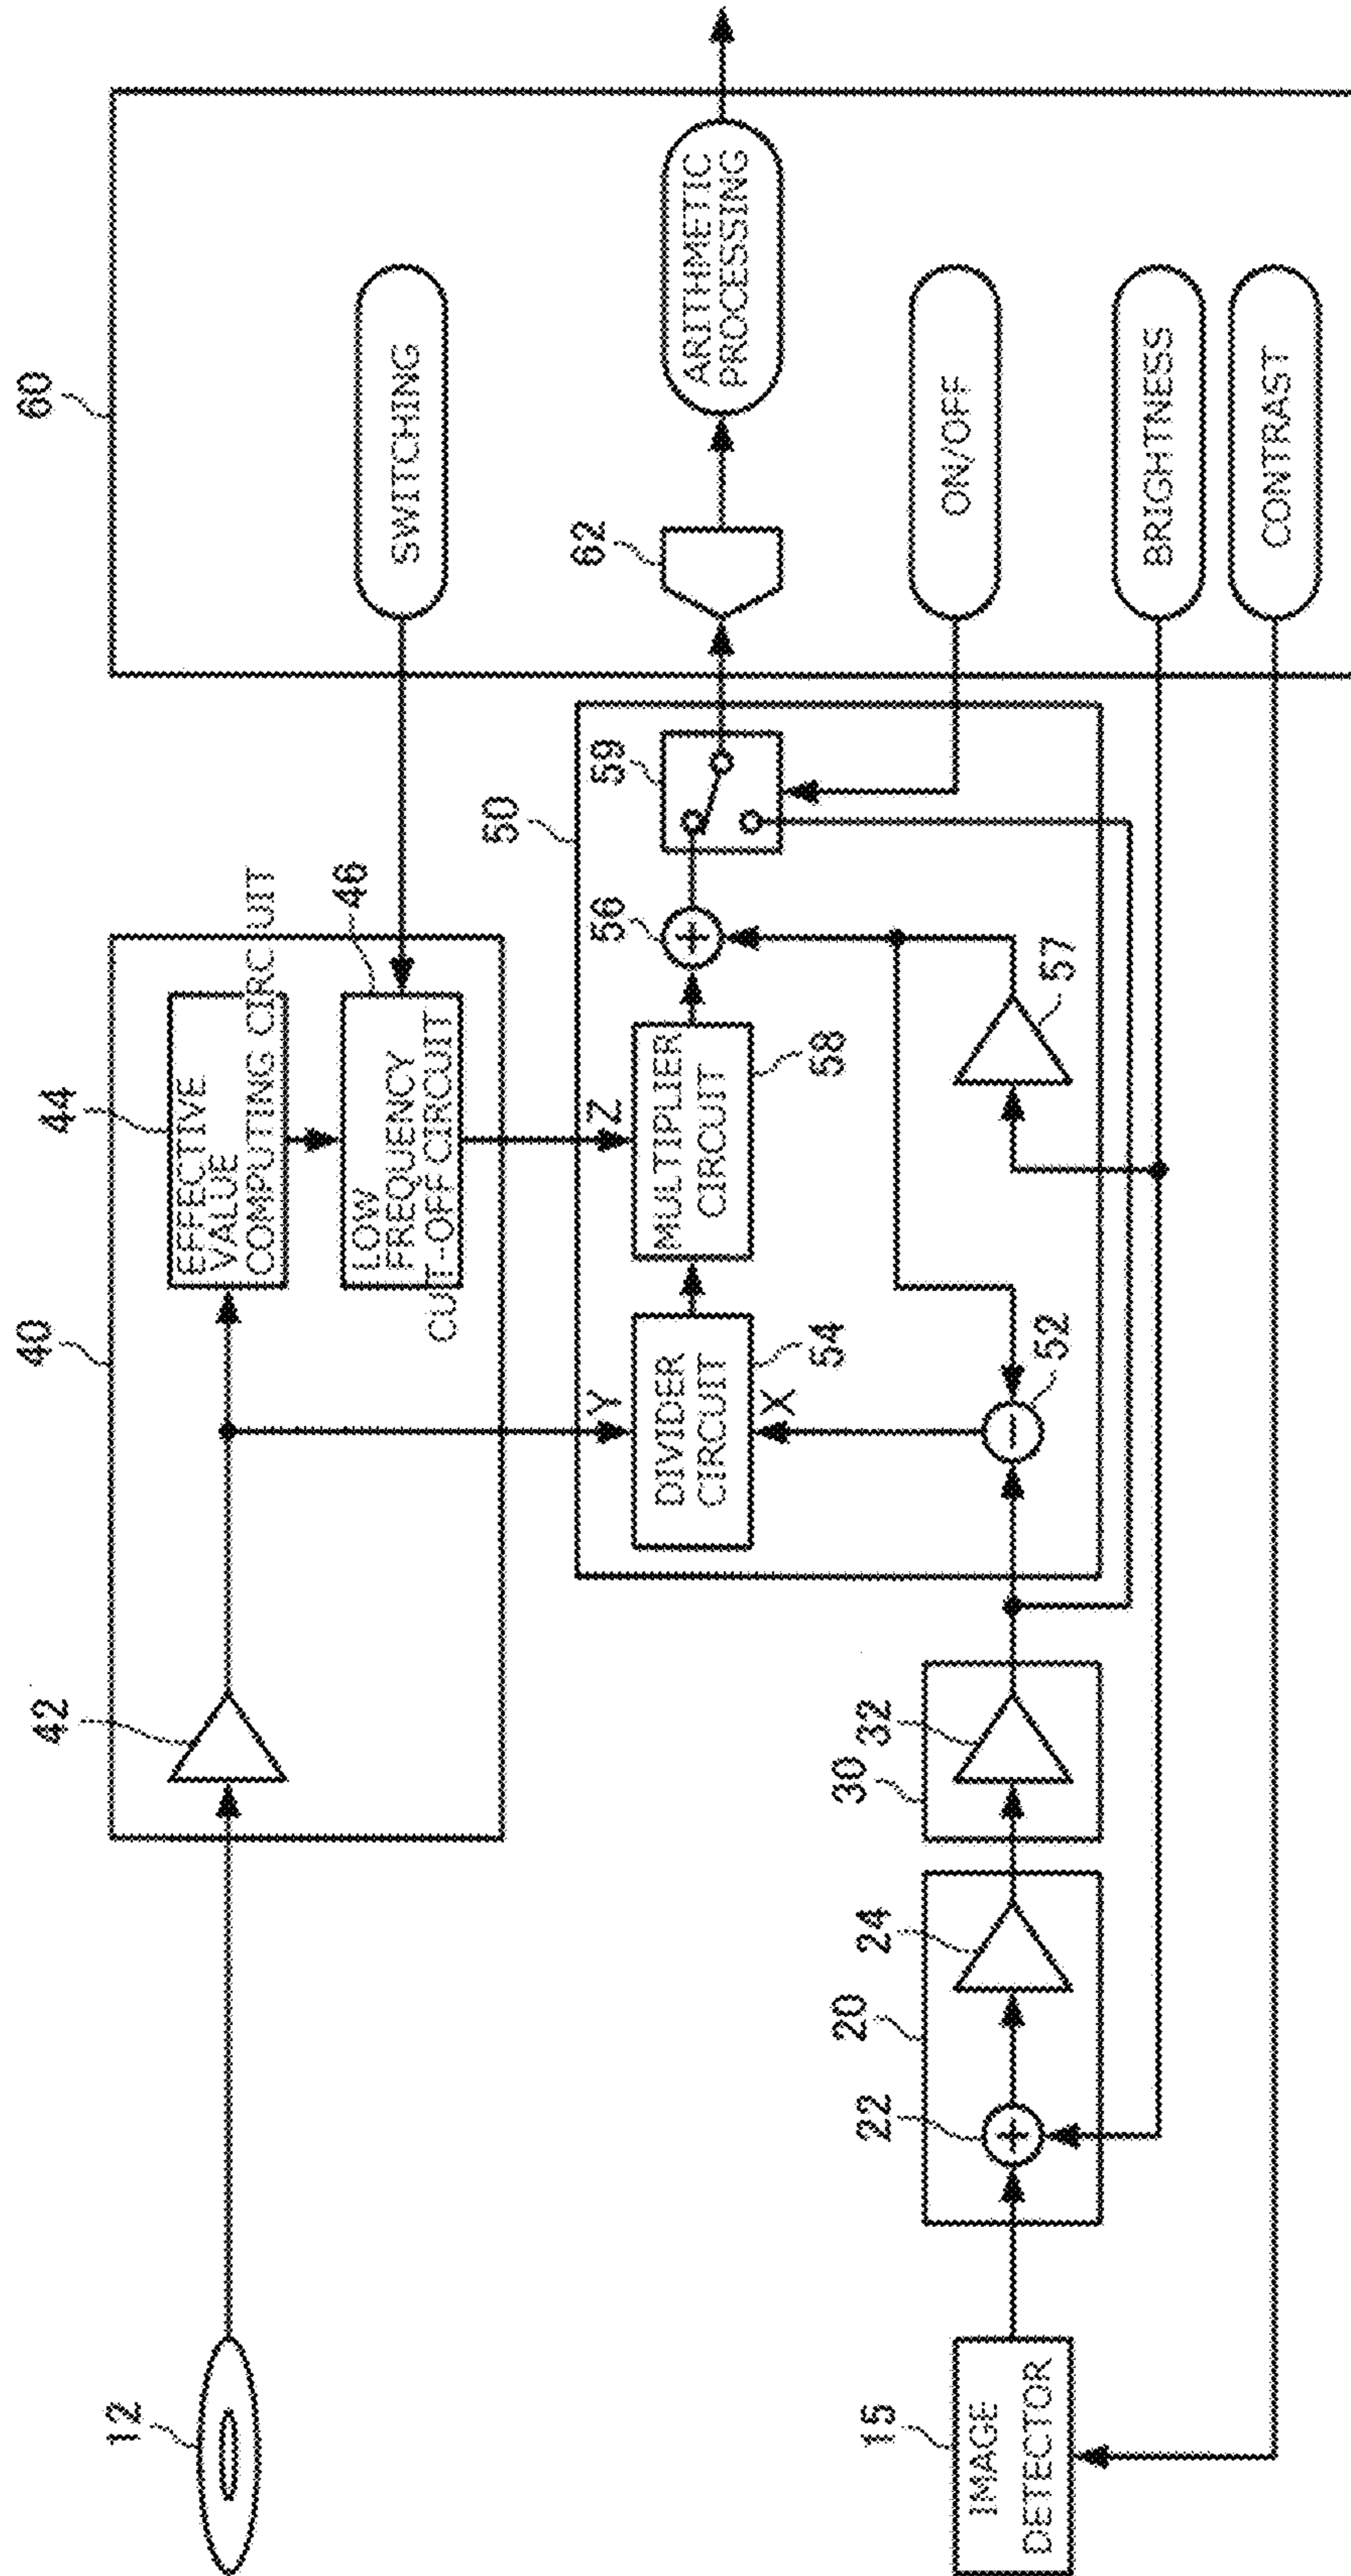 60
SWITCHING
ARITHMETIC
PROCESSING
62
ON/OFF
BRIGHTNESS
CONTRAST
40
42
44
EFFECTIVE
VALUE
COMPUTING CIRCUIT
46
LOW
FREQUENCY
CUT-OFF CIRCUIT
50
Y
Z
DIVIDER
CIRCUIT
54
X
MULTIPLIER
CIRCUIT
58
56
59
52
57
12
15
IMAGE
DETECTOR
20
22
24
30
32